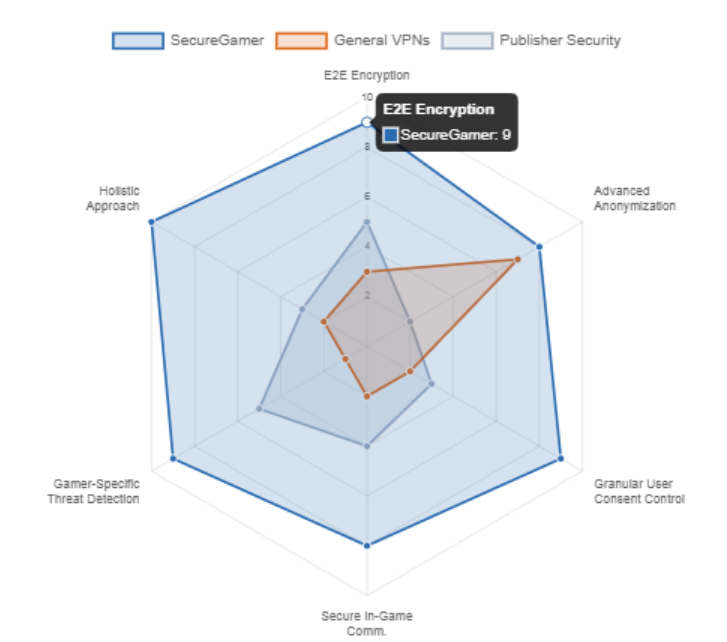 SecureGamer General VPNs Publisher Security
E2E Encryption
10
E2E Encryption
SecureGamer: 9
8
6
4
2
Holistic
Approach
Advanced
Anonymization
Gamer-Specific
Threat Detection
Granular User
Consent Control
Secure In-Game
Comm.